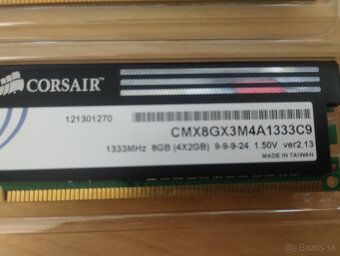 CORSAIR
121301270
CMX8GX3M4A1333C9
1333MHz 8GB (4X2GB) 9-9-9-24 1.50V ver2.13
MADE IN TAIWAN
Bazos.sk